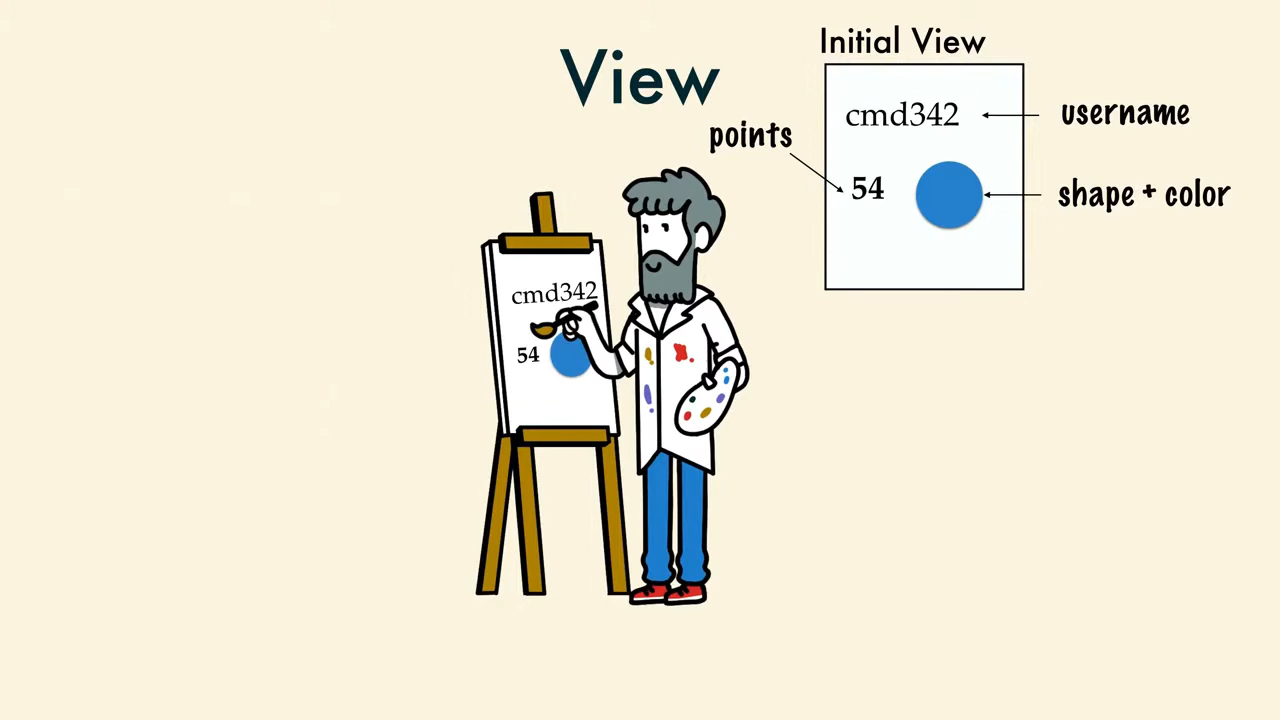 View
Initial View
cmd342
username
points
54
shape + color
cmd342
54